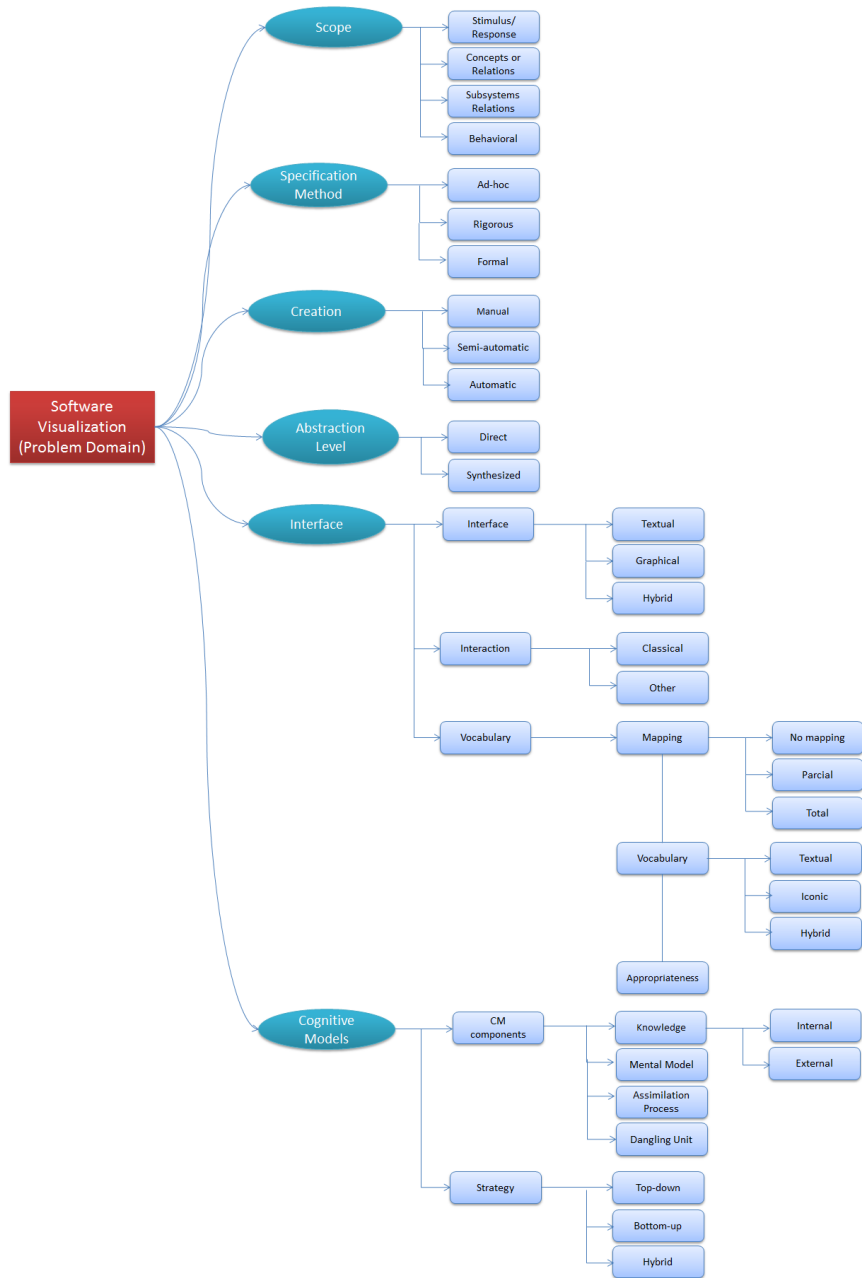 Scope
Stimulus/
Response
Concepts or
Relations
Subsystems
Relations
Behavioral
Specification
Method
Ad-hoc
Rigorous
Formal
Creation
Manual
Semi-automatic
Automatic
Software
Visualization
(Problem Domain)
Abstraction
Level
Direct
Synthesized
Interface
Interface
Textual
Graphical
Hybrid
Interaction
Classical
Other
Vocabulary
Mapping
No mapping
Parcial
Total
Vocabulary
Textual
Iconic
Hybrid
Appropriateness
Cognitive
Models
CM
components
Knowledge
Internal
External
Mental Model
Assimilation
Process
Dangling Unit
Strategy
Top-down
Bottom-up
Hybrid